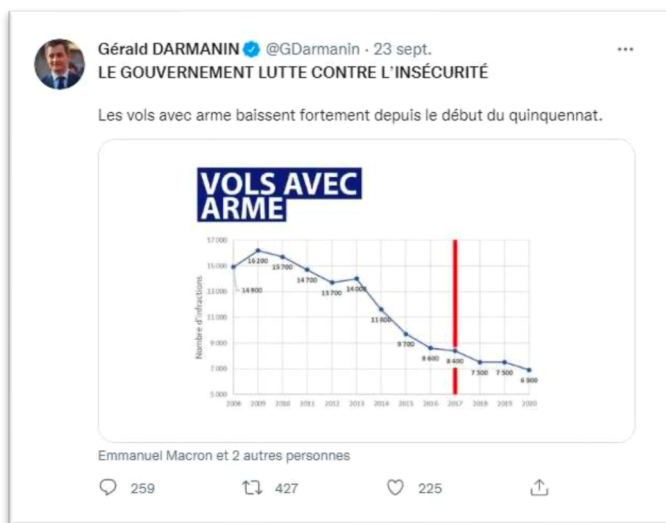 Gérald DARMANIN @GDarmanin · 23 sept.
LE GOUVERNEMENT LUTTE CONTRE L'INSÉCURITÉ
Les vols avec arme baissent fortement depuis le début du quinquennat.
VOLS AVEC
ARME
Nombre d'infractions
17 000
15 000
13 000
11 000
9 000
7 000
5 000
14 900
16 200
15 700
14 700
13 700
14 000
11 600
9 700
8 600
8 400
7 500
7 500
6 900
2008 2009 2010 2011 2012 2013 2014 2015 2016 2017 2018 2019 2020
Emmanuel Macron et 2 autres personnes
259 427 225